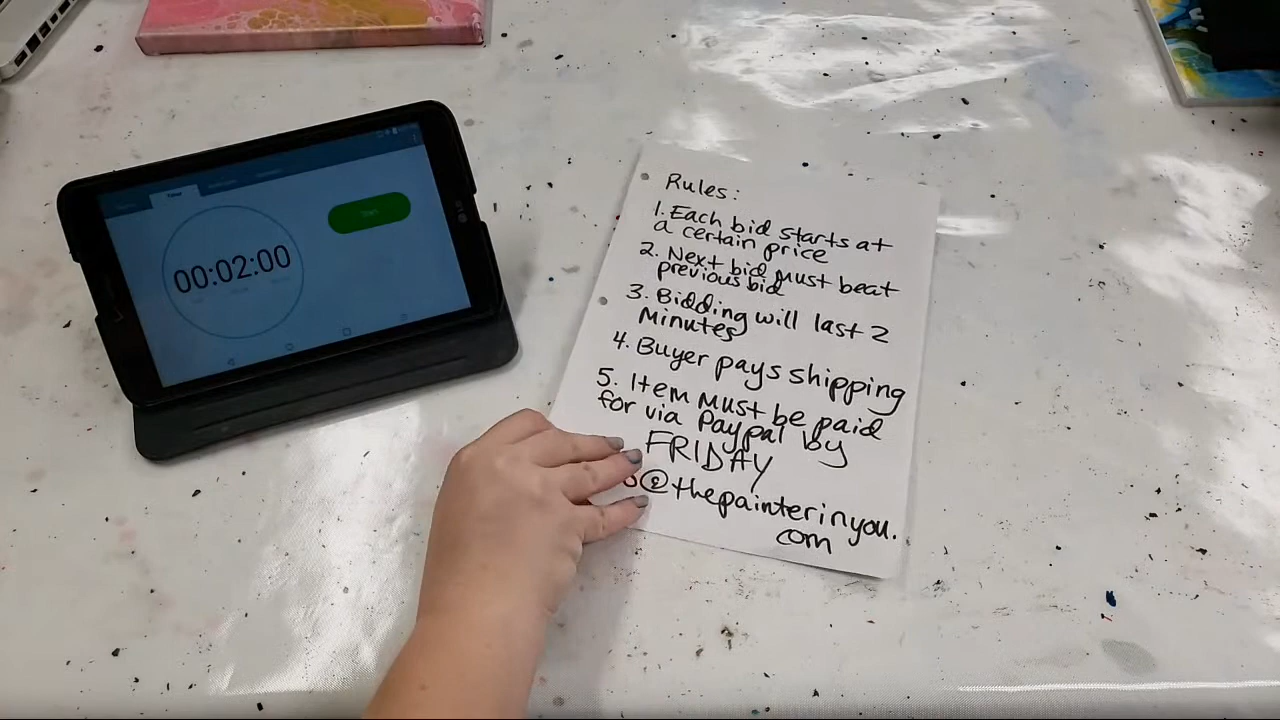 00:02:00
Start
LG
Rules:
1. Each bid starts at
a certain price
2. Next bid must beat
previous bid
3. Bidding will last 2
Minutes
4. Buyer pays shipping
5. Item must be paid
for via Paypal by
FRIDAY
o@thepainterinyou.
com